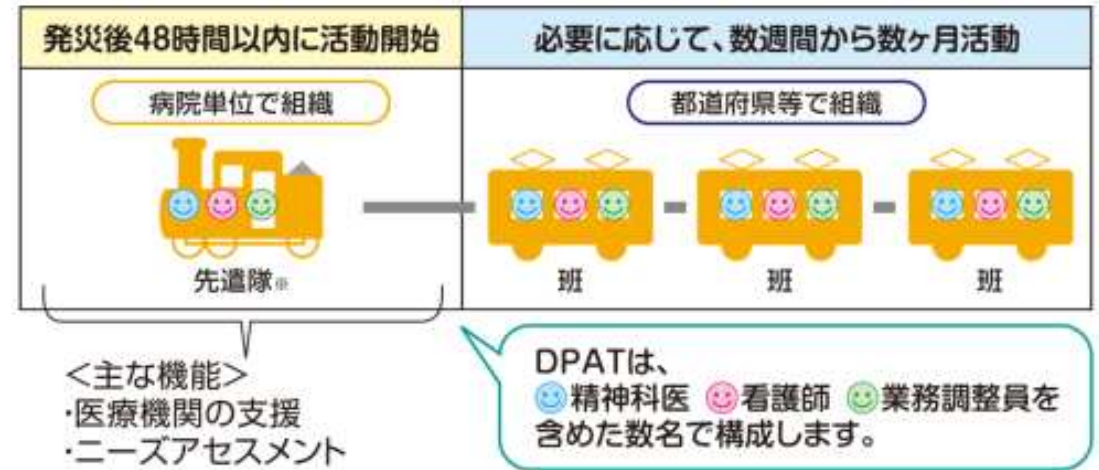 発災後48時間以内に活動開始
必要に応じて、数週間から数ヶ月活動
病院単位で組織
都道府県等で組織
先遣隊※
班
班
班
＜主な機能＞
・医療機関の支援
・ニーズアセスメント
DPATは、
精神科医 看護師 業務調整員を
含めた数名で構成します。